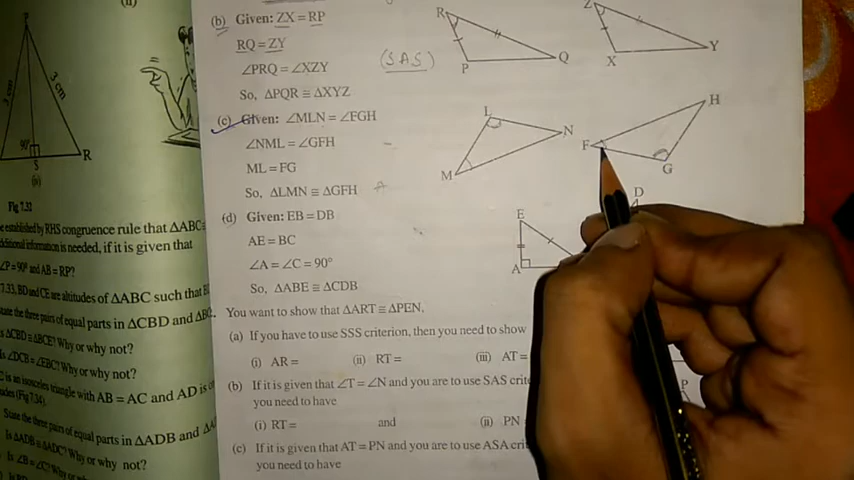 (b) Given: ZX = RP
RQ = ZY
∠PRQ = ∠XZY
(SAS)
So, ΔPQR ≅ ΔXYZ
(c) Given: ∠MLN = ∠FGH
∠NML = ∠GFH
ML = FG
So, ΔLMN ≅ ΔGFH
(d) Given: EB = DB
AE = BC
∠A = ∠C = 90°
So, ΔABE ≅ ΔCDB
You want to show that ΔART ≅ ΔPEN,
(a) If you have to use SSS criterion, then you need to show
(i) AR =
(ii) RT =
(iii) AT =
(b) If it is given that ∠T = ∠N and you are to use SAS
you need to have
(i) RT =
and
(ii) PN
(c) If it is given that AT = PN and you are to use ASA
you need to have
R
P
Q
Z
X
Y
L
M
N
F
G
H
E
A
D
P
3 cm
3 cm
90°
S
R
Fig 7.32
established by RHS congruence rule that ΔABC
additional information is needed, if it is given that
∠P = 90° and AB = RP?
7.33, BD and CE are altitudes of ΔABC such that
the three pairs of equal parts in ΔCBD and
ΔCBD ≅ ΔBCE? Why or why not?
∠DCB = ∠EBC? Why or why not?
is an isosceles triangle with AB = AC and AD is
(Fig 7.34).
State the three pairs of equal parts in ΔADB and
Is ΔADB ≅ ΔADC? Why or why not?
Is ∠B = ∠C? Why or why not?